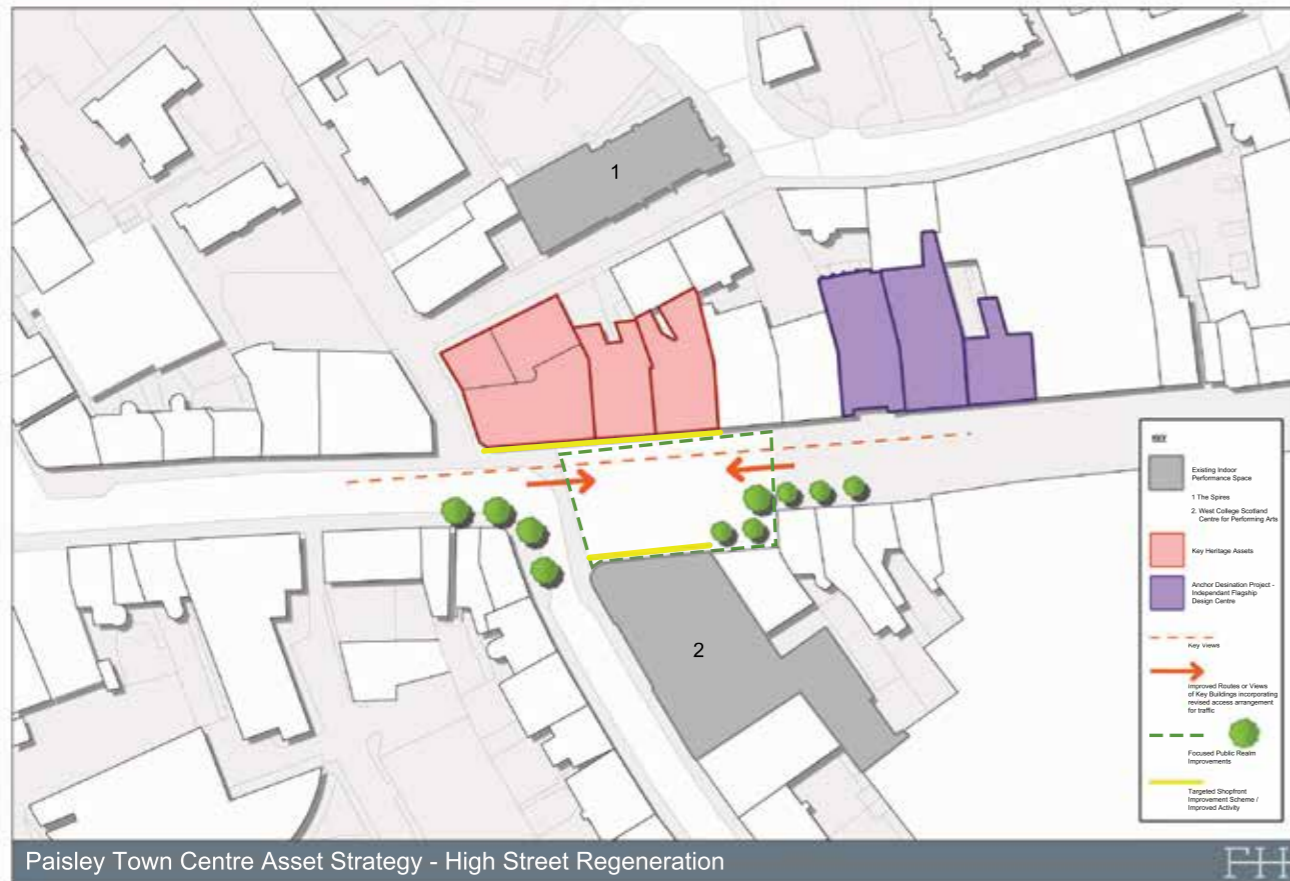 1
2
KEY
Existing Indoor
Performance Space
1 The Spires
2. West College Scotland
Centre for Performing Arts
Key Heritage Assets
Anchor Desination Project -
Independant Flagship
Design Centre
Key Views
Improved Routes or Views
of Key Buildings incorporating
revised access arrangement
for traffic
Focused Public Realm
Improvements
Targeted Shopfront
Improvement Scheme /
Improved Activity
Paisley Town Centre Asset Strategy - High Street Regeneration